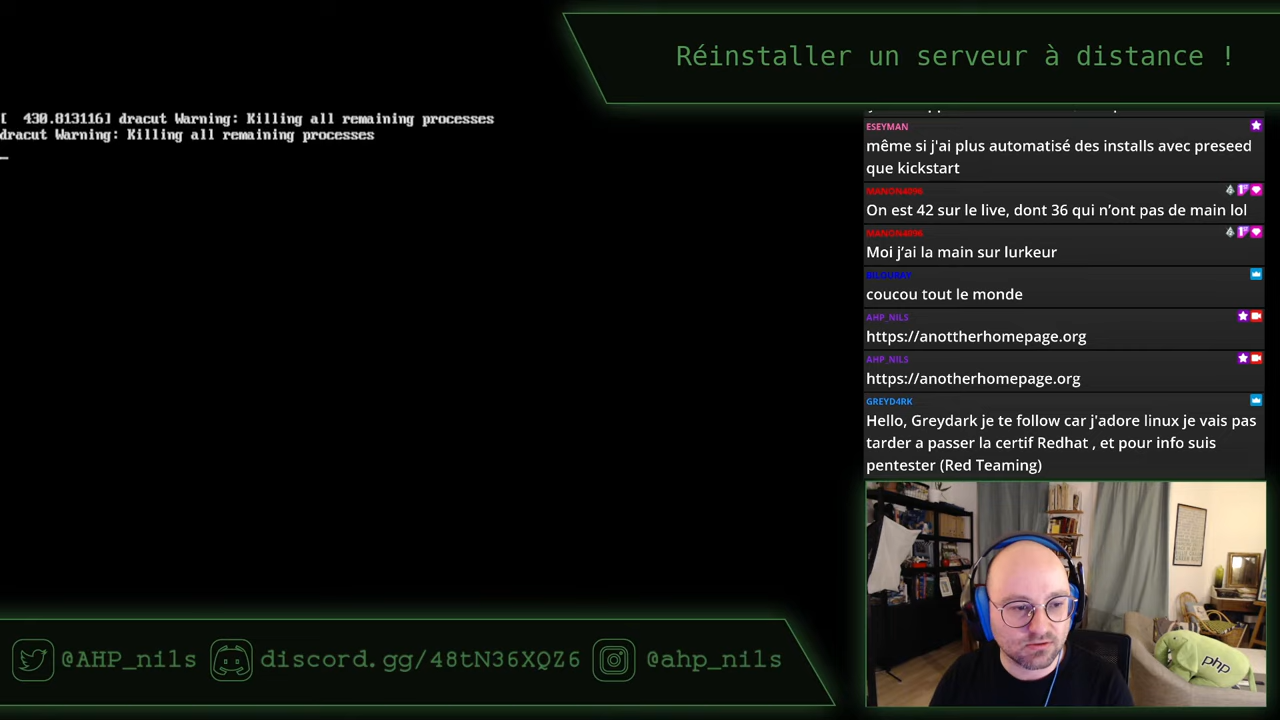 Réinstaller un serveur à distance !
[  430.813116] dracut Warning: Killing all remaining processes
dracut Warning: Killing all remaining processes
ESEYMAN
même si j'ai plus automatisé des installs avec preseed
que kickstart
MANON4096
On est 42 sur le live, dont 36 qui n’ont pas de main lol
MANON4096
Moi j’ai la main sur lurkeur
coucou tout le monde
AHP_NILS
https://anottherhomepage.org
AHP_NILS
https://anotherhomepage.org
GREYD4RK
Hello, Greydark je te follow car j'adore linux je vais pas
tarder a passer la certif Redhat , et pour info suis
pentester (Red Teaming)
php
@AHP_nils
discord.gg/48tN36XQZ6
@ahp_nils